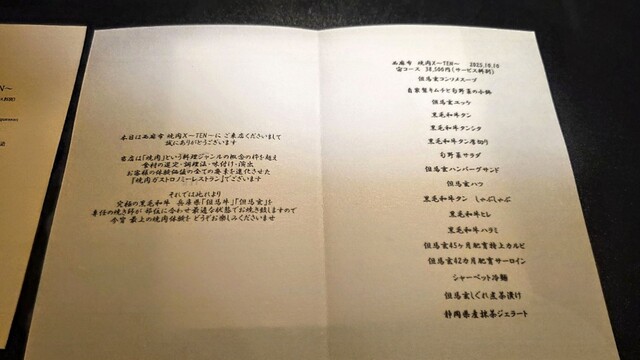 本日は西麻布 焼肉X〜TEN〜に ご来店くださいまして
誠にありがとうございます
当店は「焼肉」という料理ジャンルの概念の枠を超え
食材の選定・調理法・味付け・演出
お客様の体験価値の全ての要素を進化させた
『焼肉ガストロノミーレストラン』でございます
それでは此れより
究極の黒毛和牛 兵庫県「但馬牛」「但馬玄」を
専任の焼き師が 部位に合わせ最適な状態でお焼き致しますので
今宵 最上の焼肉体験を どうぞお楽しみくださいませ
西麻布 焼肉X〜TEN〜 2025.10.10
コース 38,500円(サービス料別)
但馬玄コンソメスープ
自家製キムチと旬野菜の小鉢
但馬玄ユッケ
黒毛和牛タン
黒毛和牛タンシタ
黒毛和牛タン厚切り
旬野菜サラダ
但馬玄ハンバーグサンド
但馬玄ハツ
黒毛和牛タン しゃぶしゃぶ
黒毛和牛ヒレ
黒毛和牛ハラミ
但馬玄45ヶ月肥育特上カルビ
但馬玄42カ月肥育サーロイン
シャーベット冷麺
但馬玄しぐれ煮茶漬け
静岡県産抹茶ジェラート